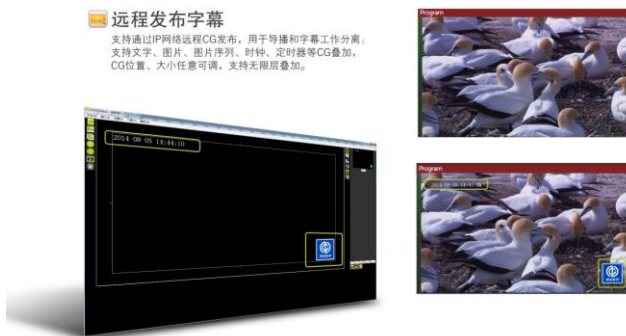 远程发布字幕
支持通过IP网络远程CG发布，用于导播和字幕工作分离；
支持文字、图片、图片序列、时钟、定时器等CG叠加，
CG位置、大小任意可调，支持无限层叠加。
Program
2014-08-05 14:44:10
Program